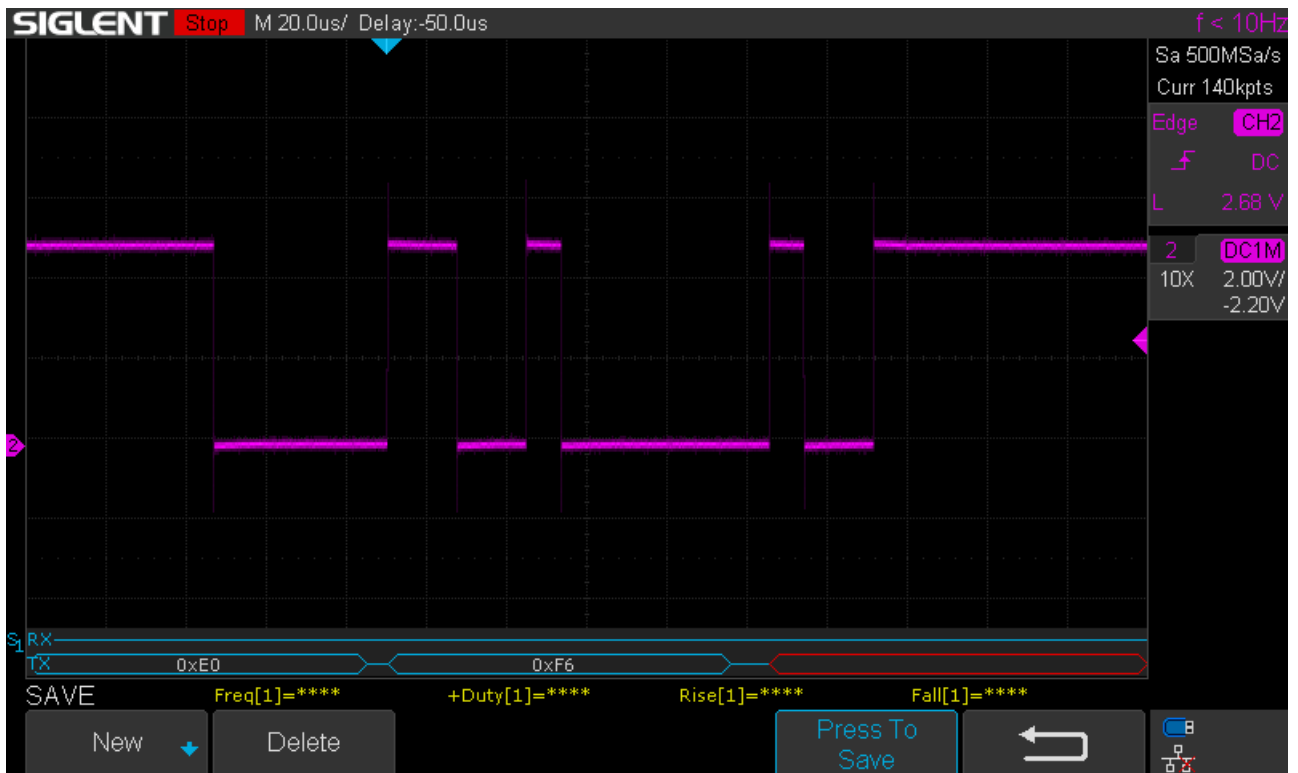 SIGLENT Stop M 20.0us/ Delay:-50.0us f < 10Hz
Sa 500MSa/s
Curr 140kpts
Edge CH2
DC
L 2.68 V
2 DC1M
10X 2.00V/
-2.20V
2
S1 RX
TX 0xE0 0xF6
SAVE Freq[1]=**** +Duty[1]=**** Rise[1]=**** Fall[1]=****
New Delete Press To
Save